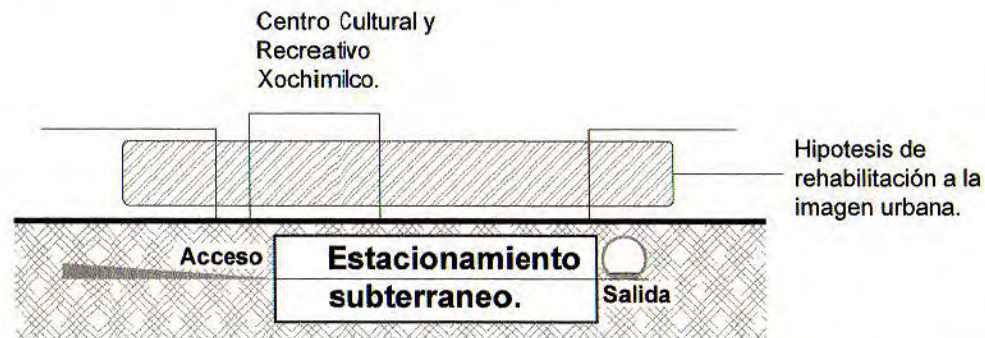 Centro Cultural y
Recreativo
Xochimilco.
Hipotesis de
rehabilitación a la
imagen urbana.
Acceso
Estacionamiento
subterraneo.
Salida